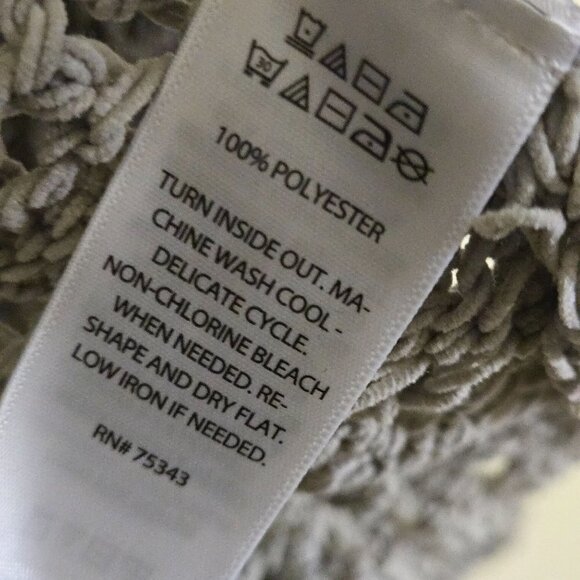 30
100% POLYESTER
TURN INSIDE OUT. MA-
CHINE WASH COOL -
DELICATE CYCLE.
NON-CHLORINE BLEACH
WHEN NEEDED. RE-
SHAPE AND DRY FLAT.
LOW IRON IF NEEDED.
RN# 75343